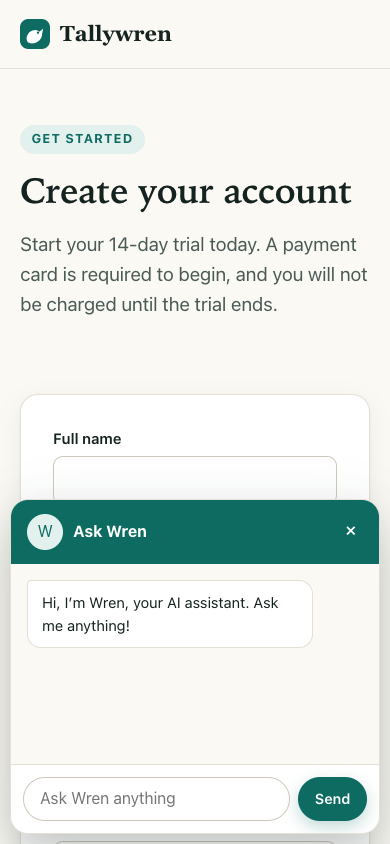 Tallywren
GET STARTED
Create your account
Start your 14-day trial today. A payment
card is required to begin, and you will not
be charged until the trial ends.
Full name
W
Ask Wren
×
Hi, I’m Wren, your AI assistant. Ask
me anything!
Ask Wren anything
Send